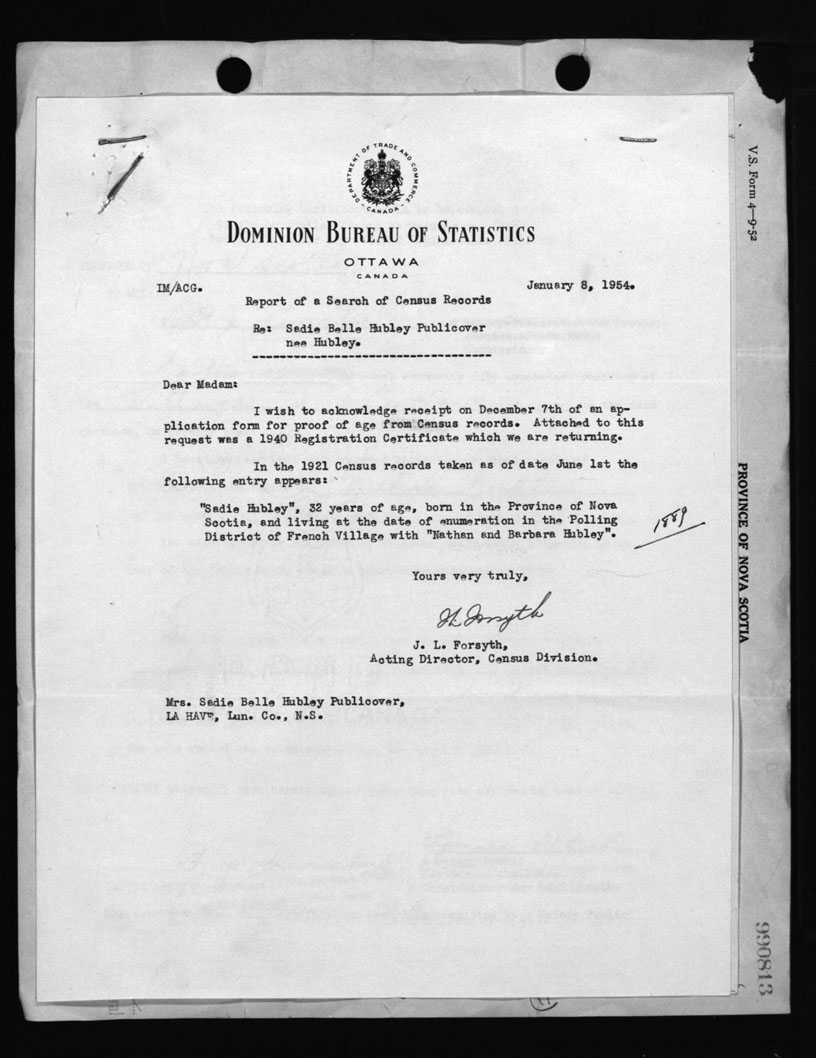 DEPARTMENT OF TRADE AND COMMERCE
CANADA
DOMINION BUREAU OF STATISTICS
OTTAWA
CANADA
IM/ACG.
January 8, 1954.
Report of a Search of Census Records
Re: Sadie Belle Hubley Publicover
nee Hubley.
-----------------------------------
Dear Madam:
I wish to acknowledge receipt on December 7th of an ap-
plication form for proof of age from Census records. Attached to this
request was a 1940 Registration Certificate which we are returning.
In the 1921 Census records taken as of date June 1st the
following entry appears:
"Sadie Hubley", 32 years of age, born in the Province of Nova
Scotia, and living at the date of enumeration in the Polling
District of French Village with "Nathan and Barbara Hubley".
1889
Yours very truly,
J L Forsyth
J. L. Forsyth,
Acting Director, Census Division.
Mrs. Sadie Belle Hubley Publicover,
LA HAVE, Lun. Co., N.S.
V.S. Form 4—9-52
PROVINCE OF NOVA SCOTIA
990813